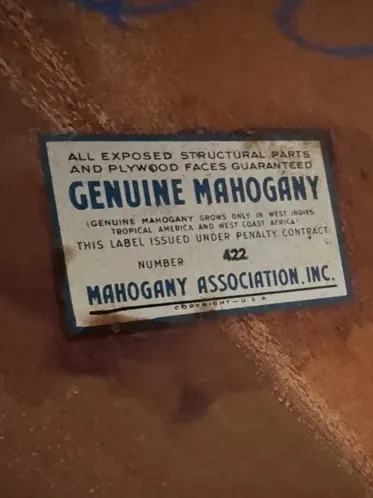 ALL EXPOSED STRUCTURAL PARTS
AND PLYWOOD FACES GUARANTEED
GENUINE MAHOGANY
(GENUINE MAHOGANY GROWS ONLY IN WEST INDIES,
TROPICAL AMERICA AND WEST COAST AFRICA)
THIS LABEL ISSUED UNDER PENALTY CONTRACT
NUMBER 422
MAHOGANY ASSOCIATION, INC.
COPYRIGHT—U.S.A